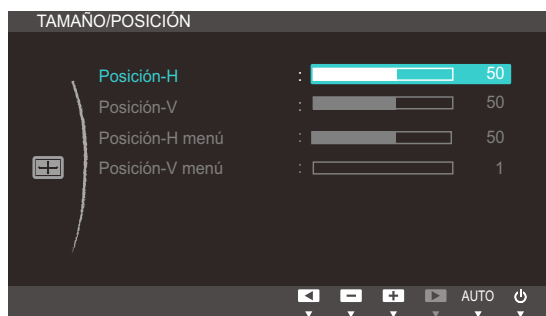 TAMAÑO/POSICIÓN
Posición-H : 50
Posición-V : 50
Posición-H menú : 50
Posición-V menú : 1
AUTO